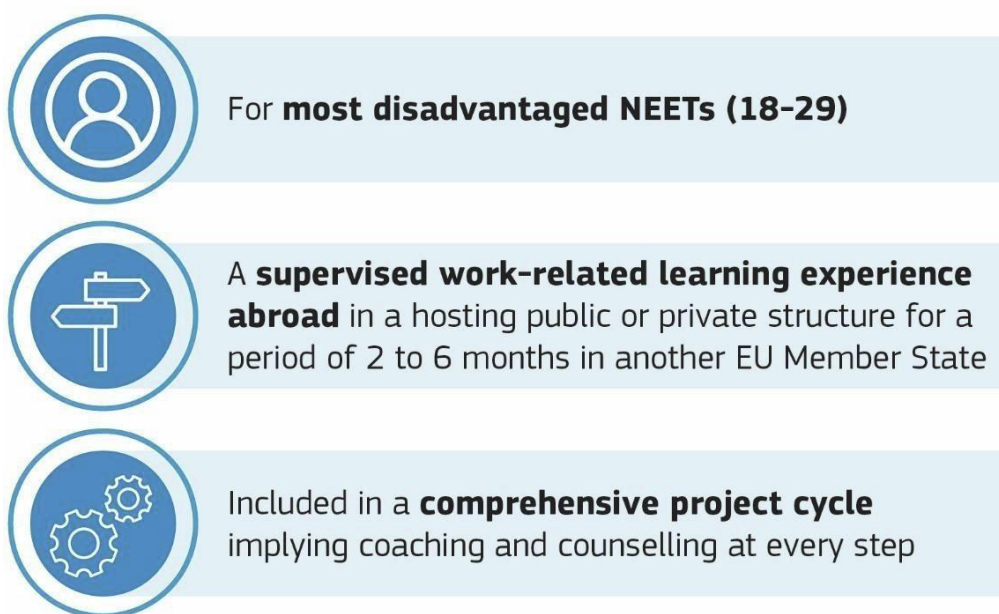 For most disadvantaged NEETs (18-29)
A supervised work-related learning experience
abroad in a hosting public or private structure for a
period of 2 to 6 months in another EU Member State
Included in a comprehensive project cycle
implying coaching and counselling at every step